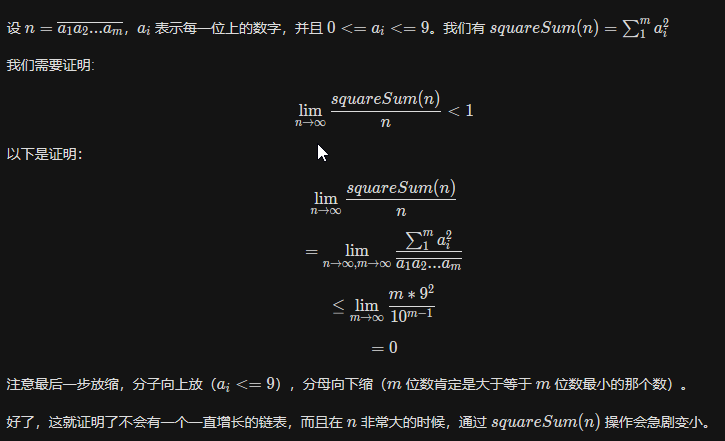 设 $n = \overline{a_1 a_2 ... a_m}$，$a_i$ 表示每一位上的数字，并且 $0 <= a_i <= 9$。我们有 $squareSum(n) = \sum_1^m a_i^2$
我们需要证明:
$$\lim_{n \to \infty} \frac{squareSum(n)}{n} < 1$$
以下是证明：
$$\lim_{n \to \infty} \frac{squareSum(n)}{n}$$
$$= \lim_{n \to \infty, m \to \infty} \frac{\sum_1^m a_i^2}{\overline{a_1 a_2 ... a_m}}$$
$$\leq \lim_{m \to \infty} \frac{m * 9^2}{10^{m-1}}$$
$$= 0$$
注意最后一步放缩，分子向上放（$a_i <= 9$），分母向下缩（$m$ 位数肯定是大于等于 $m$ 位数最小的那个数）。
好了，这就证明了不会有一个一直增长的链表，而且在 $n$ 非常大的时候，通过 $squareSum(n)$ 操作会急剧变小。